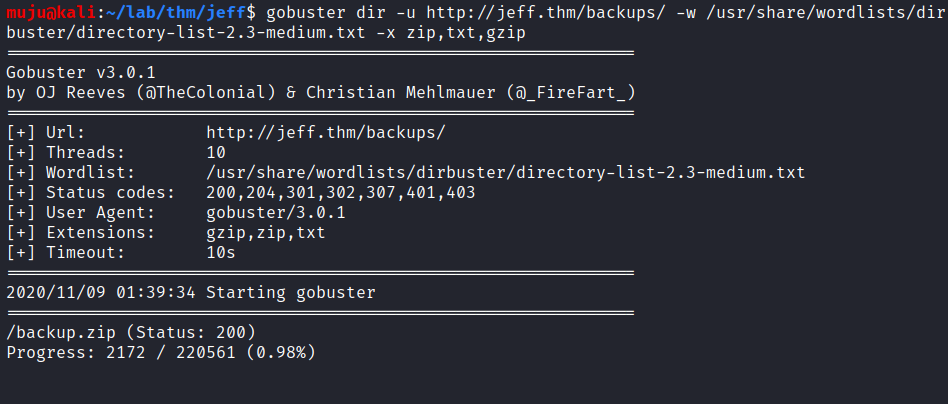 muju@kali:~/lab/thm/jeff$ gobuster dir -u http://jeff.thm/backups/ -w /usr/share/wordlists/dir
buster/directory-list-2.3-medium.txt -x zip,txt,gzip
===============================================================
Gobuster v3.0.1
by OJ Reeves (@TheColonial) & Christian Mehlmauer (@_FireFart_)
===============================================================
[+] Url:            http://jeff.thm/backups/
[+] Threads:        10
[+] Wordlist:       /usr/share/wordlists/dirbuster/directory-list-2.3-medium.txt
[+] Status codes:   200,204,301,302,307,401,403
[+] User Agent:     gobuster/3.0.1
[+] Extensions:     gzip,zip,txt
[+] Timeout:        10s
===============================================================
2020/11/09 01:39:34 Starting gobuster
===============================================================
/backup.zip (Status: 200)
Progress: 2172 / 220561 (0.98%)